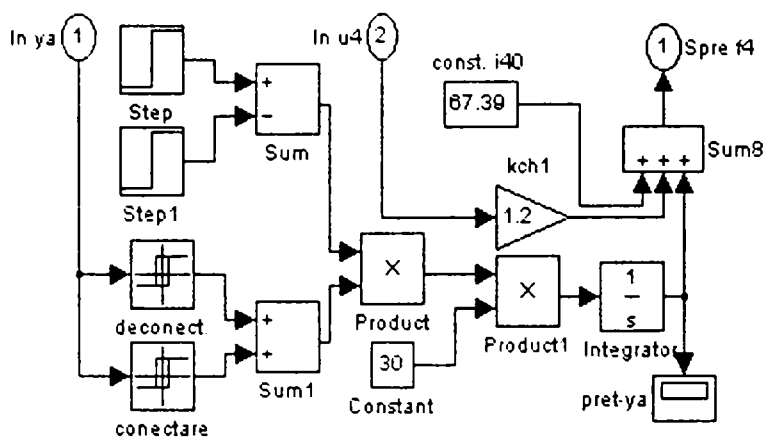 In ya
1
Step
Step1
+
−
Sum
In u4
2
const. i40
67.39
1
Spre f4
+ + +
Sum8
kch1
1.2
deconect.
conectare
+
+
Sum1
×
Product
30
Constant
×
Product1
1
s
Integrator
pret-ya